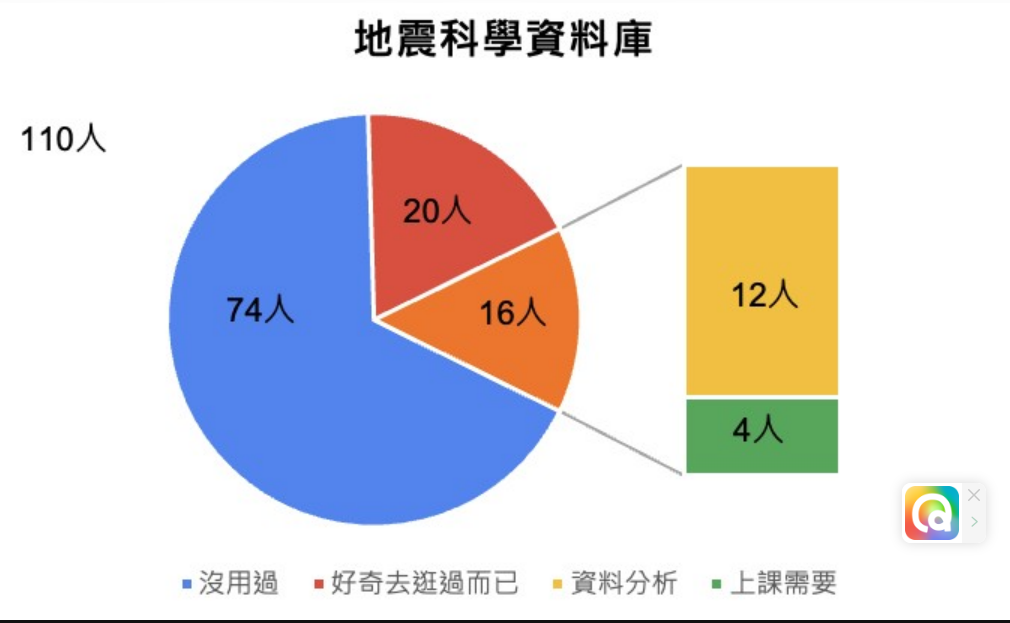 地震科學資料庫
110人
20人
74人
16人
12人
4人
沒用過 好奇去逛過而已 資料分析 上課需要